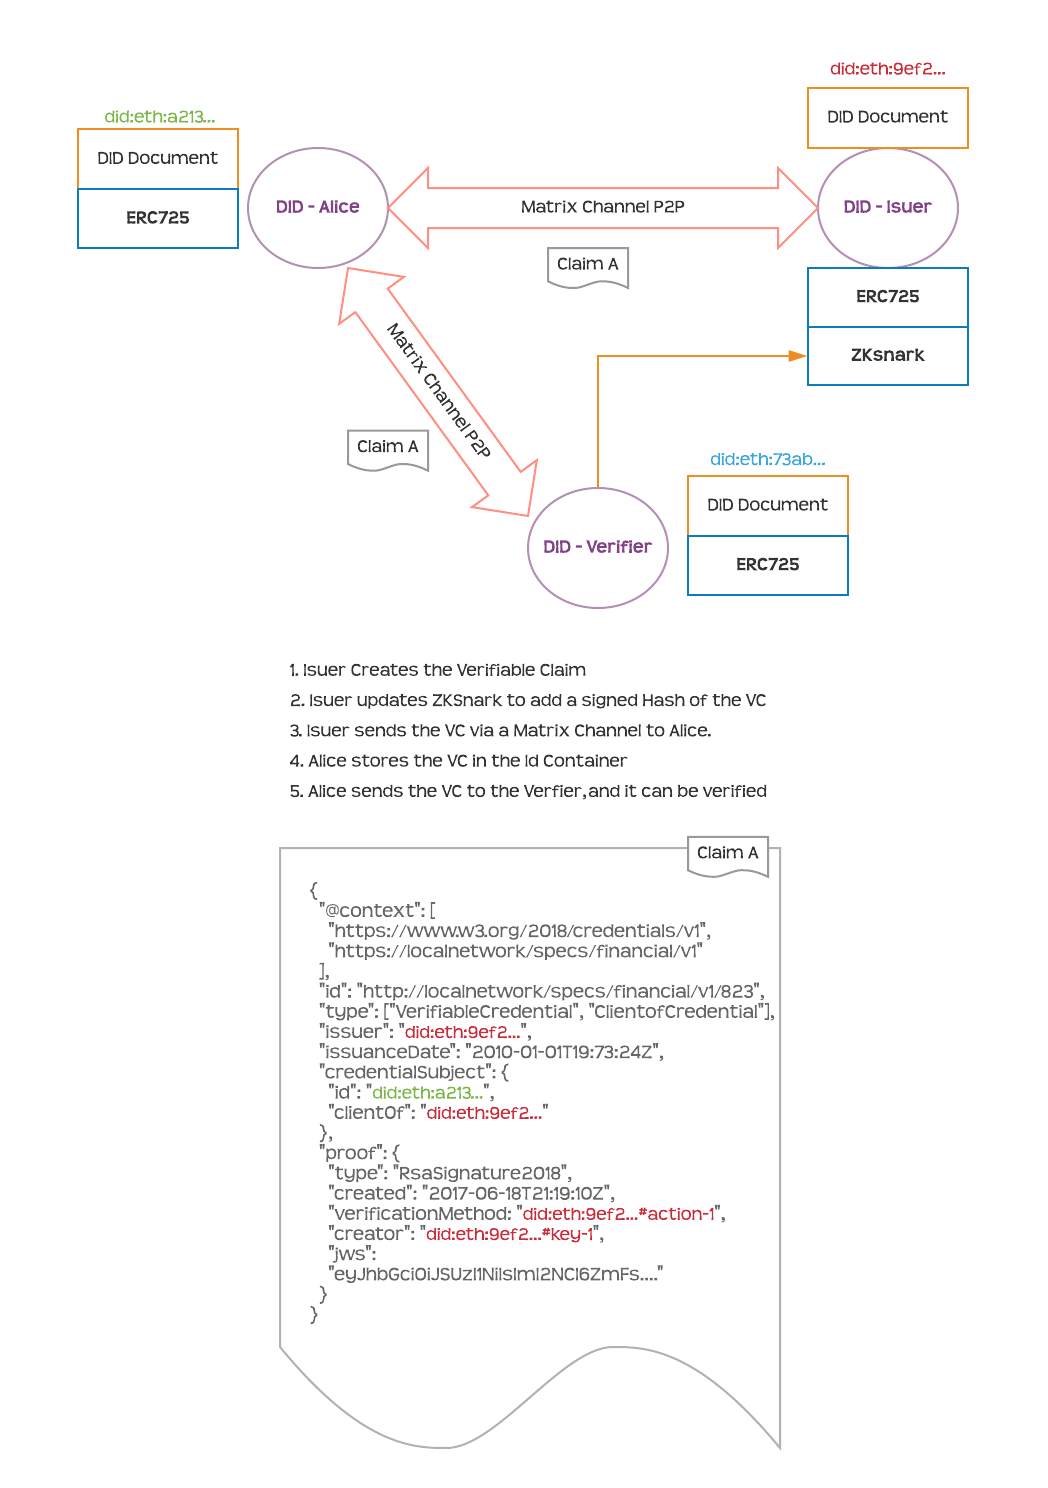 did:eth:9ef2...
DID Document
did:eth:a213...
DID Document
ERC725
DID - Alice
Matrix Channel P2P
DID - Isuer
Claim A
ERC725
ZKsnark
Matrix Channel P2P
Claim A
did:eth:73ab...
DID Document
ERC725
DID - Verifier
1. Isuer Creates the Verifiable Claim
2. Isuer updates ZKSnark to add a signed Hash of the VC
3. Isuer sends the VC via a Matrix Channel to Alice.
4. Alice stores the VC in the Id Container
5. Alice sends the VC to the Verfier, and it can be verified
Claim A
{
"@context": [
"https://www.w3.org/2018/credentials/v1",
"https://localnetwork/specs/financial/v1"
],
"id": "http://localnetwork/specs/financial/v1/823",
"type": ["VerifiableCredential", "ClientofCredential"],
"issuer": "did:eth:9ef2...",
"issuanceDate": "2010-01-01T19:73:24Z",
"credentialSubject": {
"id": "did:eth:a213...",
"clientOf": "did:eth:9ef2..."
},
"proof": {
"type": "RsaSignature2018",
"created": "2017-06-18T21:19:10Z",
"verificationMethod: "did:eth:9ef2...#action-1",
"creator": "did:eth:9ef2...#key-1",
"jws":
"eyJhbGciOiJSUzI1NiIsImI2NCI6ZmFs...."
}
}